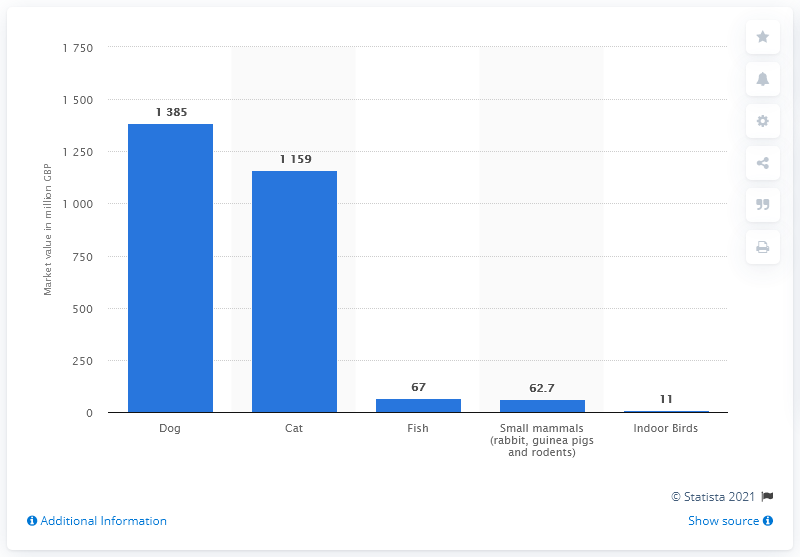 1 750
1 500
1 250
1 000
750
500
250
0
Market value in million GBP
1 385
1 159
67
62.7
11
Dog
Cat
Fish
Small mammals
(rabbit, guinea pigs
and rodents)
Indoor Birds
© Statista 2021
Additional Information
Show source